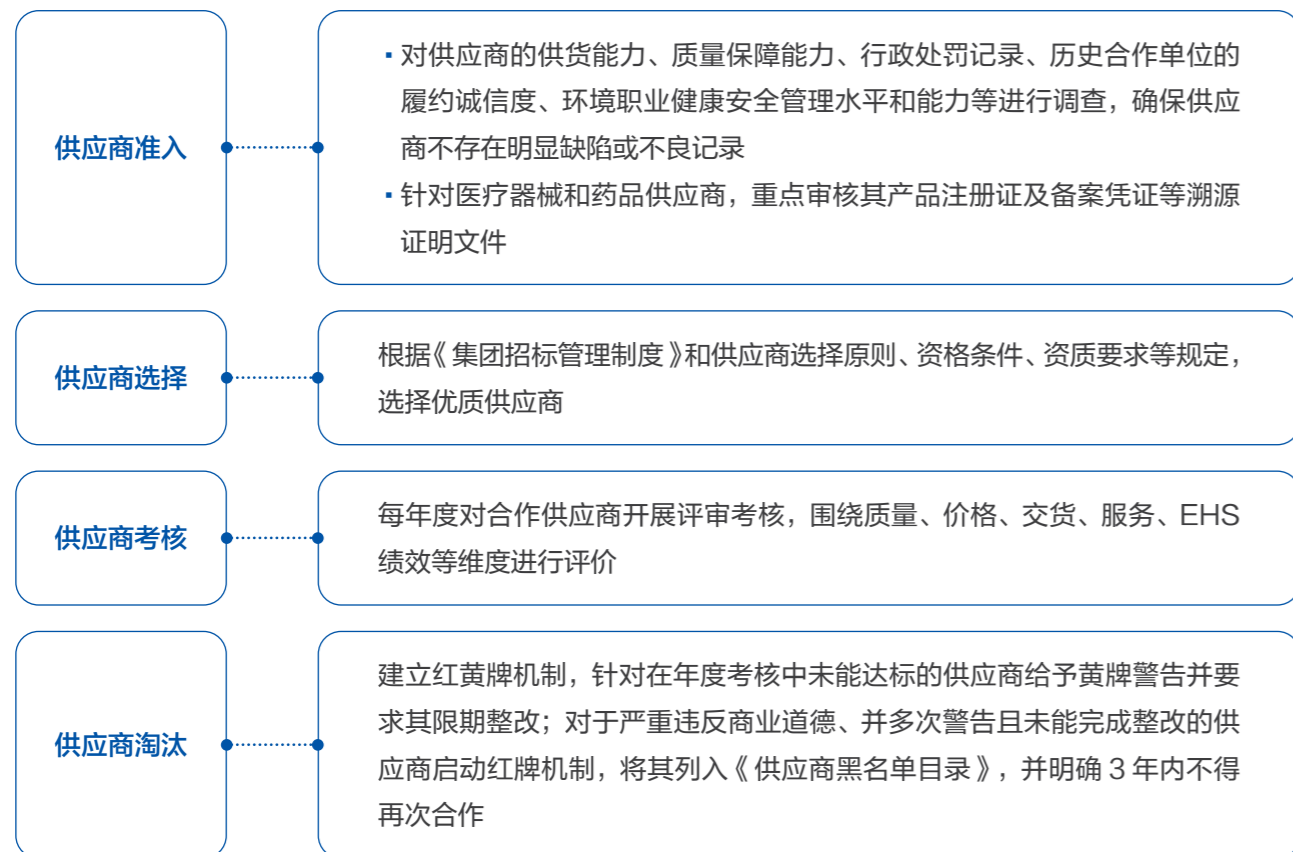 供应商准入
▪ 对供应商的供货能力、质量保障能力、行政处罚记录、历史合作单位的
履约诚信度、环境职业健康安全管理水平和能力等进行调查，确保供应
商不存在明显缺陷或不良记录
▪ 针对医疗器械和药品供应商，重点审核其产品注册证及备案凭证等溯源
证明文件
供应商选择
根据《集团招标管理制度》和供应商选择原则、资格条件、资质要求等规定，
选择优质供应商
供应商考核
每年度对合作供应商开展评审考核，围绕质量、价格、交货、服务、EHS
绩效等维度进行评价
供应商淘汰
建立红黄牌机制，针对在年度考核中未能达标的供应商给予黄牌警告并要
求其限期整改；对于严重违反商业道德、并多次警告且未能完成整改的供
应商启动红牌机制，将其列入《供应商黑名单目录》，并明确 3 年内不得
再次合作